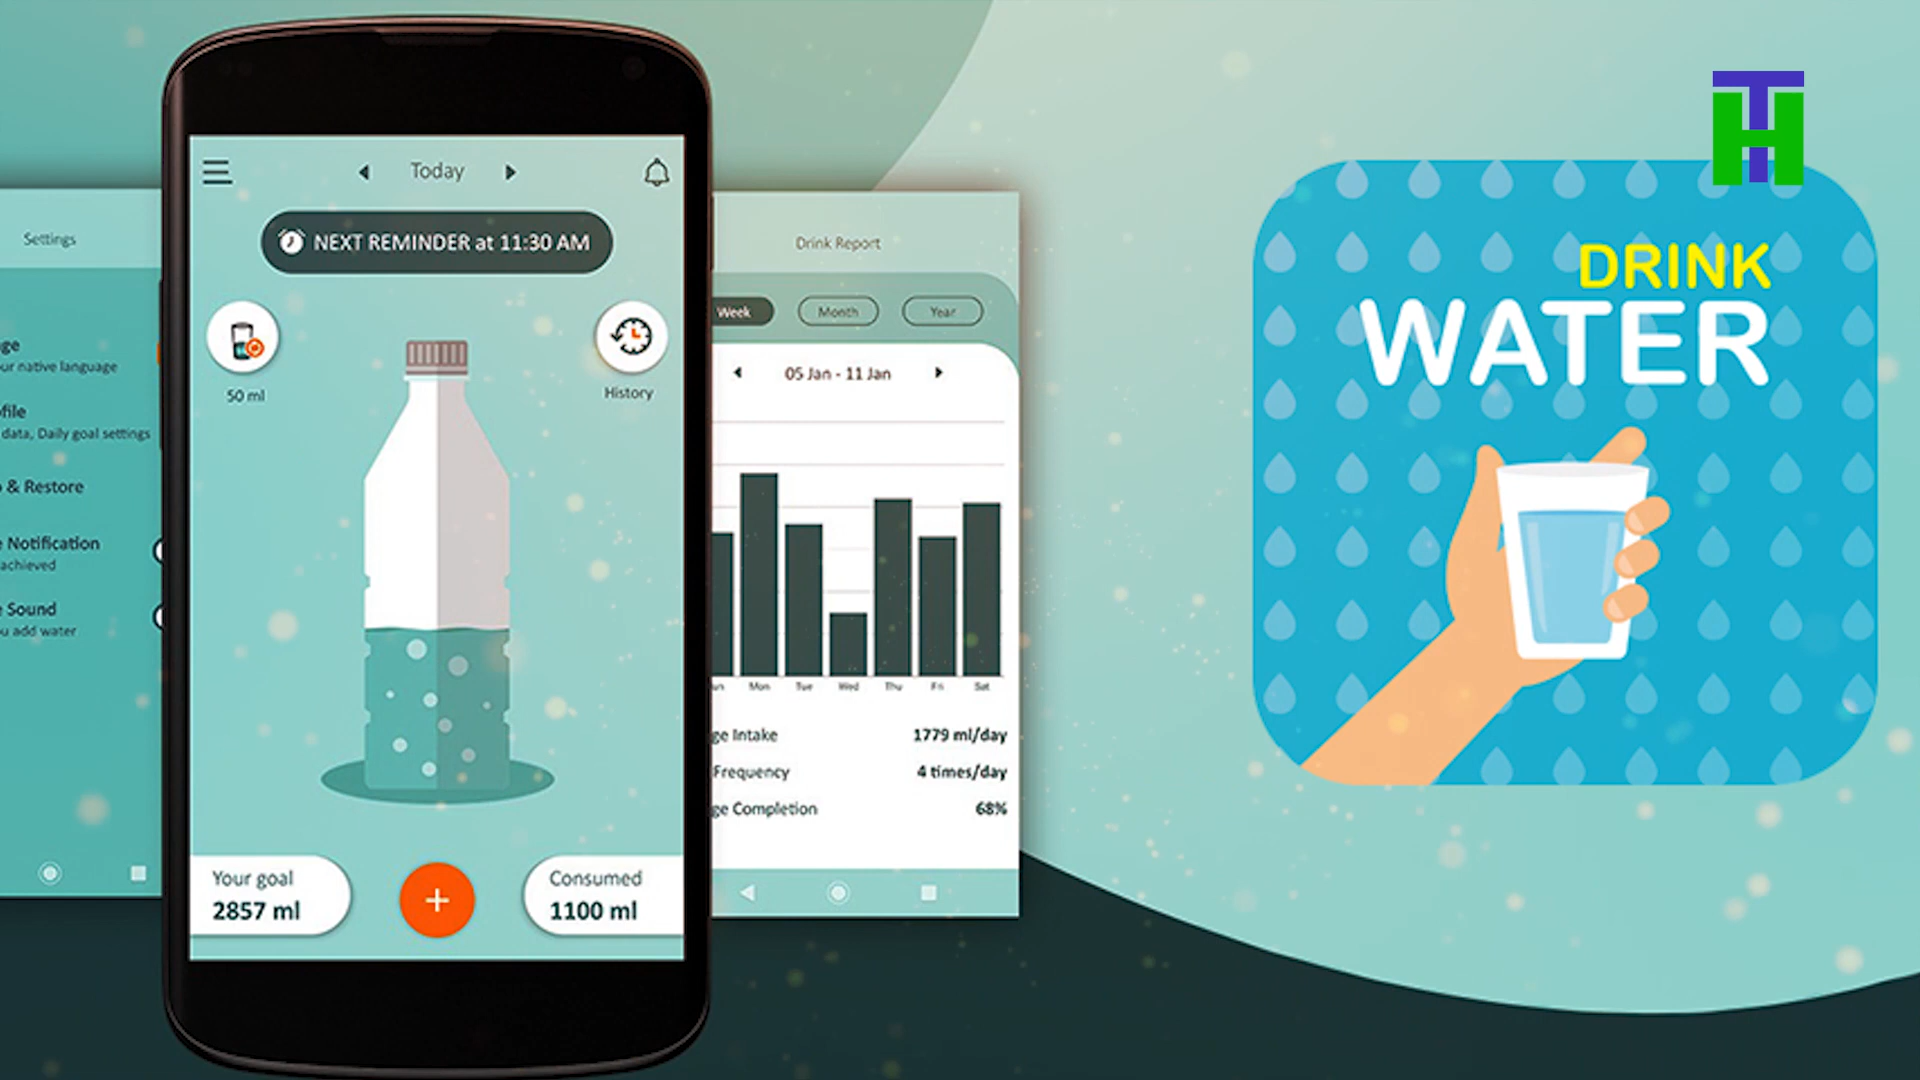 Settings
ge
ur native language
file
data, Daily goal settings
& Restore
Notification
achieved
Sound
u add water
Today
NEXT REMINDER at 11:30 AM
50 ml
History
Your goal
2857 ml
+
Consumed
1100 ml
Drink Report
Week
Month
Year
05 Jan - 11 Jan
un
Mon
Tue
Wed
Thu
Fri
Sat
ge Intake
1779 ml/day
Frequency
4 times/day
ge Completion
68%
TH
DRINK
WATER